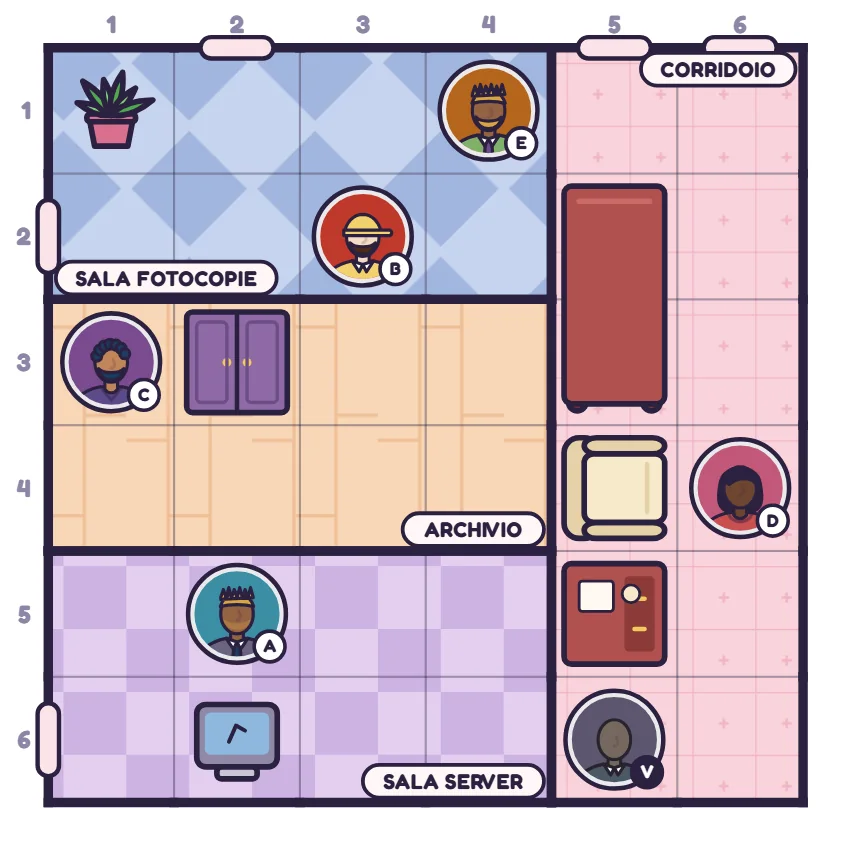 1 2 3 4 5 6
CORRIDOIO
1
E
2
B
SALA FOTOCOPIE
3
C
4
D
ARCHIVIO
5
A
6
V
SALA SERVER